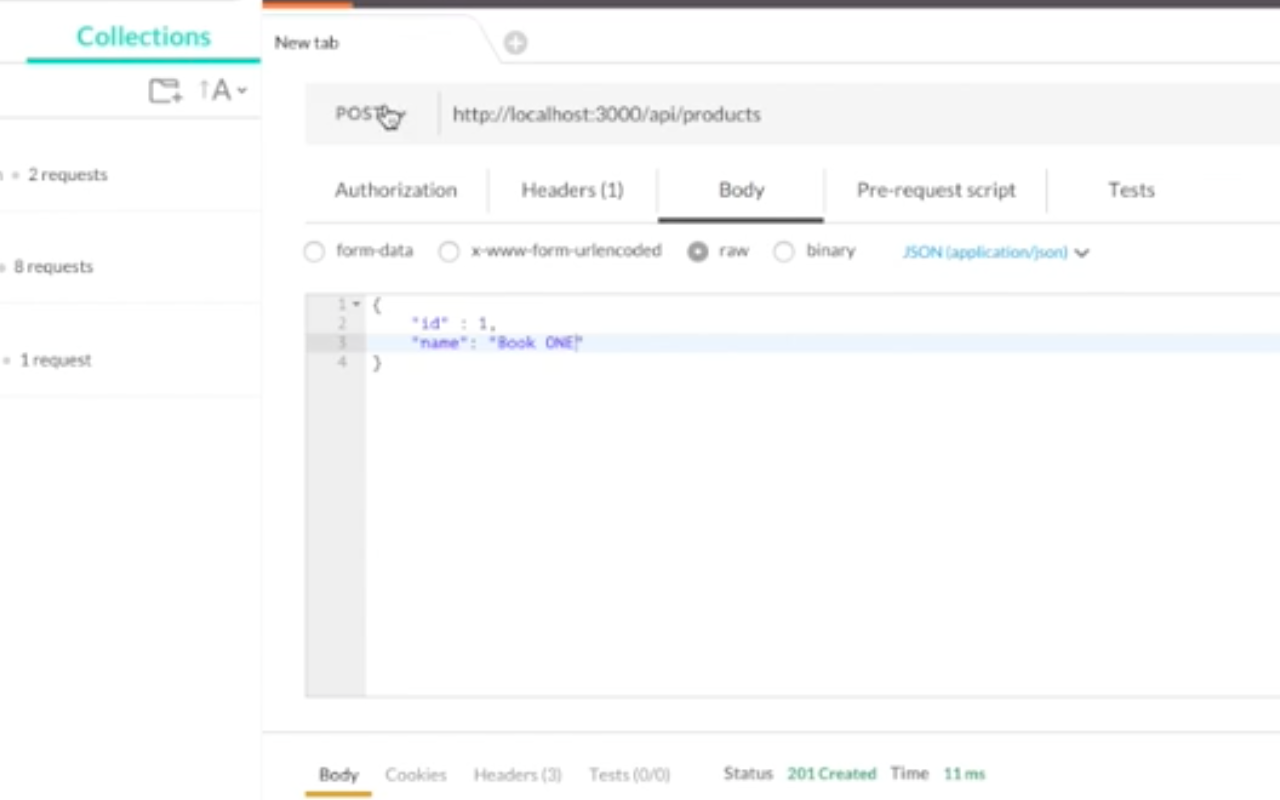 Collections
New tab
A
POST
http://localhost:3000/api/products
2 requests
Authorization
Headers (1)
Body
Pre-request script
Tests
form-data
x-www-form-urlencoded
raw
binary
JSON (application/json)
8 requests
1 {
2 "id" : 1,
3 "name": "Book ONE"
4 }
1 request
Body
Cookies
Headers (3)
Tests (0/0)
Status 201 Created Time 11 ms